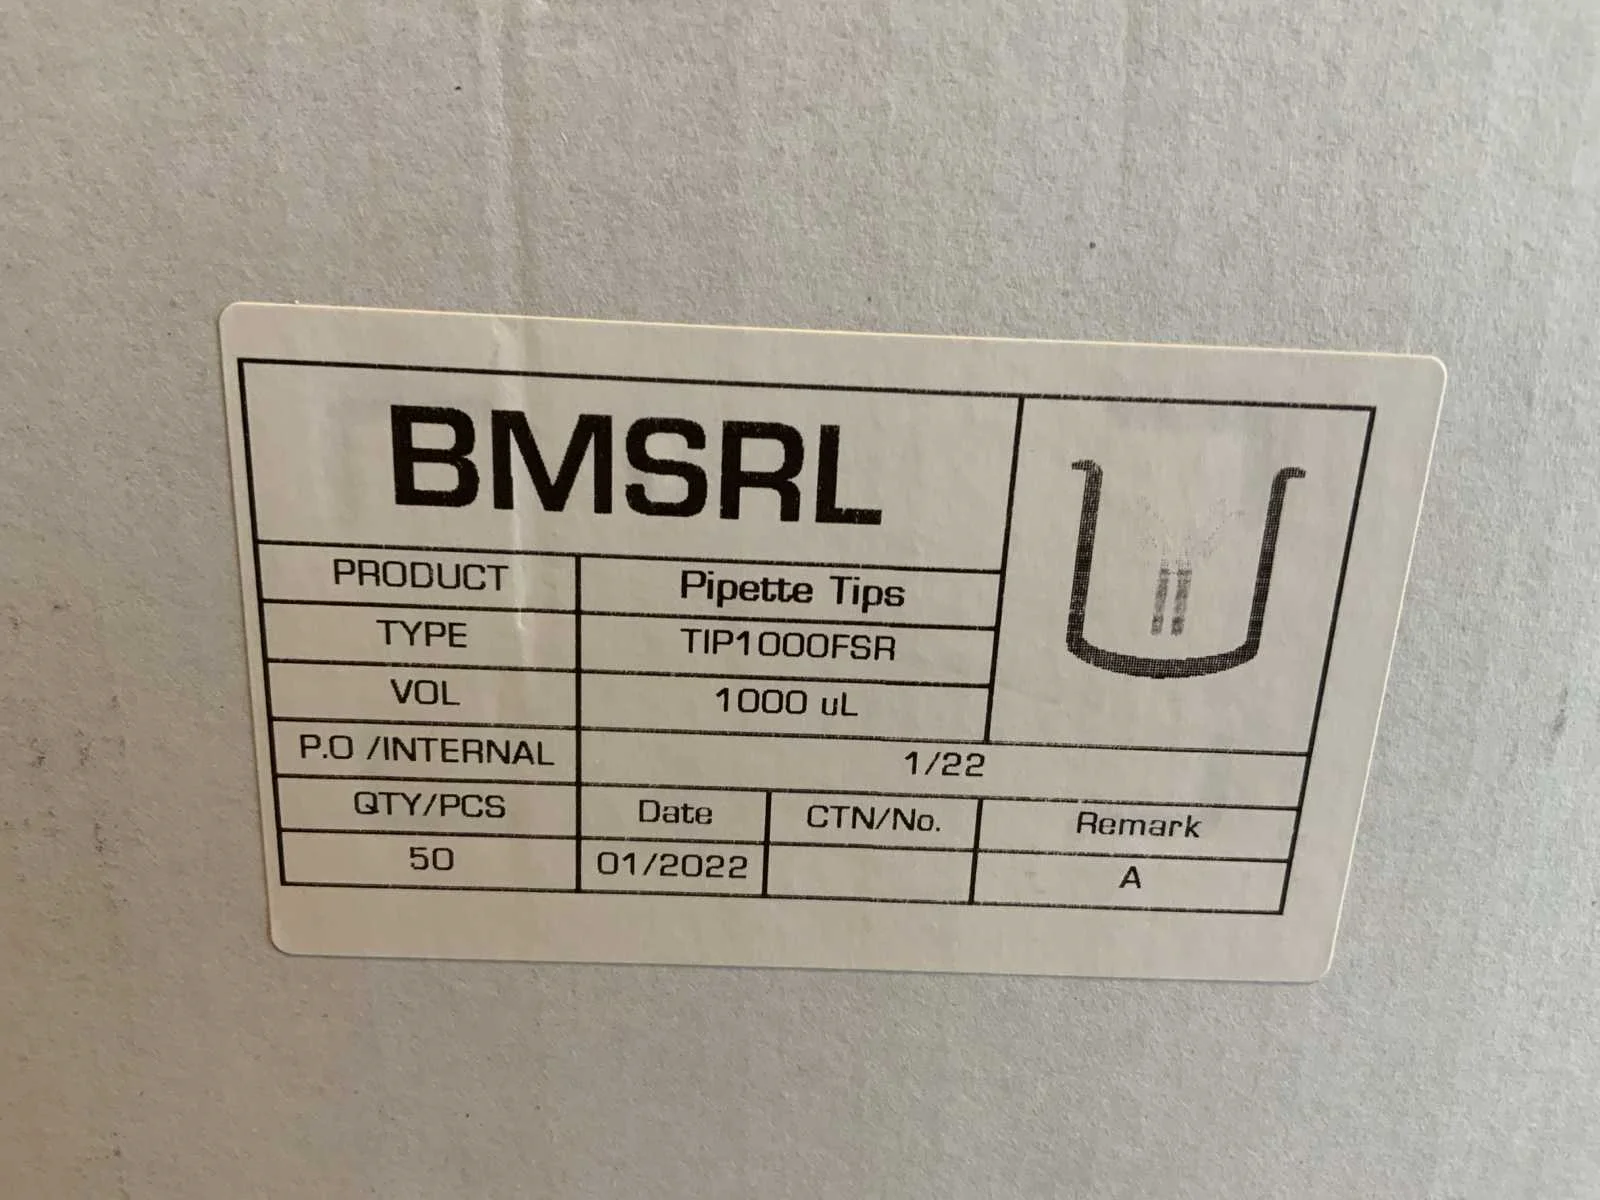 BMSRL
PRODUCT Pipette Tips
TYPE TIP1000FSR
VOL 1000 uL
P.O /INTERNAL 1/22
QTY/PCS Date CTN/No. Remark
50 01/2022 A